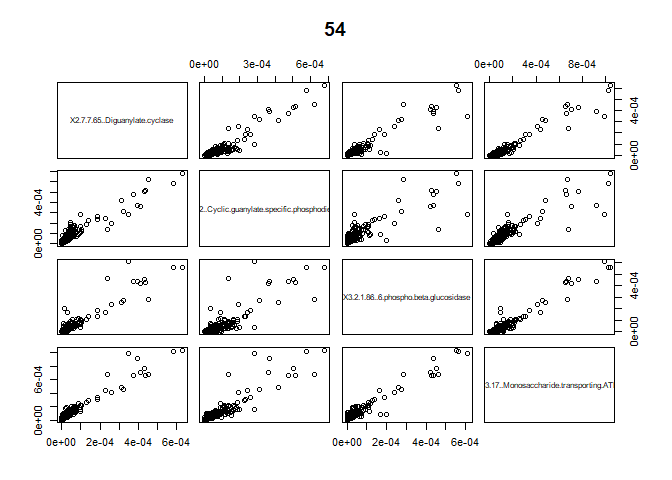 54
0e+00 3e-04 6e-04 0e+00 4e-04 8e-04
X2.7.7.65..Diguanylate.cyclase
0e+00 4e-04
0e+00 4e-04
2..Cyclic.guanylate.specific.phosphodie
X3.2.1.86..6.phospho.beta.glucosidase
0e+00 4e-04
0e+00 6e-04
3.17..Monosaccharide.transporting.AT
0e+00 2e-04 4e-04 6e-04 0e+00 2e-04 4e-04 6e-04